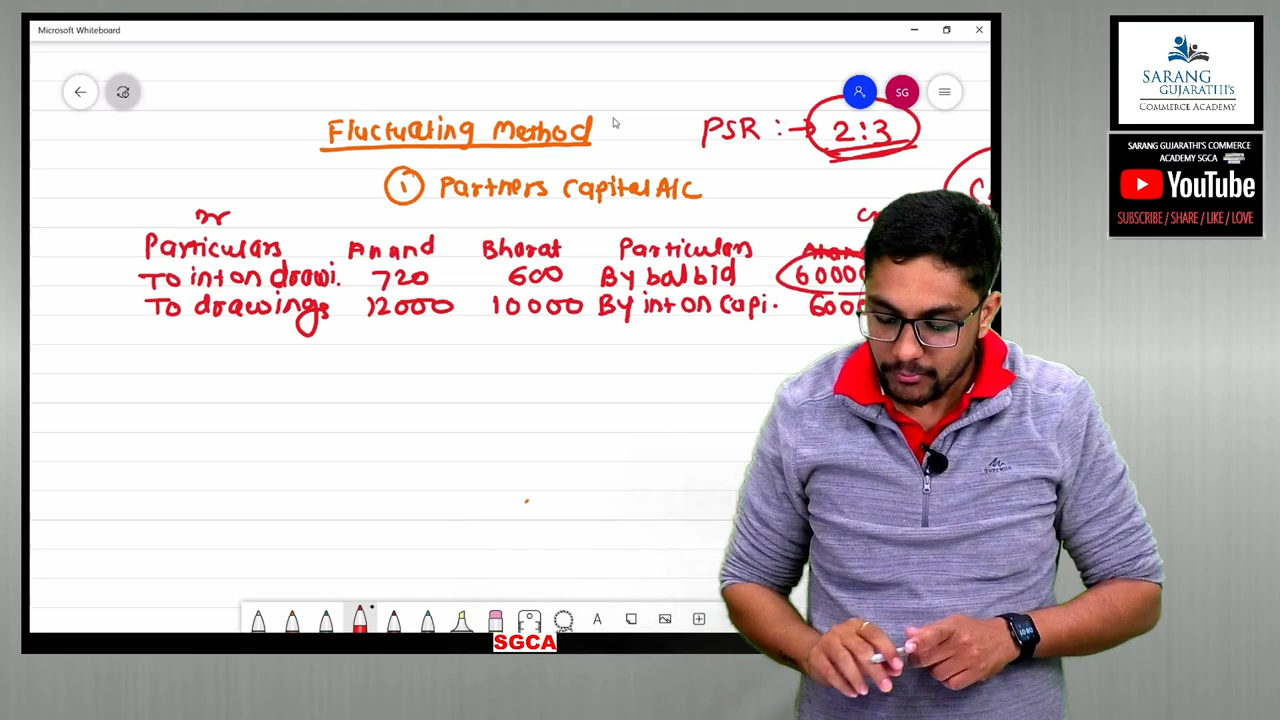 Microsoft Whiteboard
SG
Fluctuating Method
PSR :→ 2:3
① Partners Capital A/C
Particulars Anand Bharat Particulars
To int on drawi. 720 600 By bal b/d 60000
To drawings 12000 10000 By int on capi. 6000
SGCA
SARANG
GUJARATHI'S
COMMERCE ACADEMY
SARANG GUJARATHI'S COMMERCE
ACADEMY SGCA
YouTube
SUBSCRIBE / SHARE / LIKE / LOVE